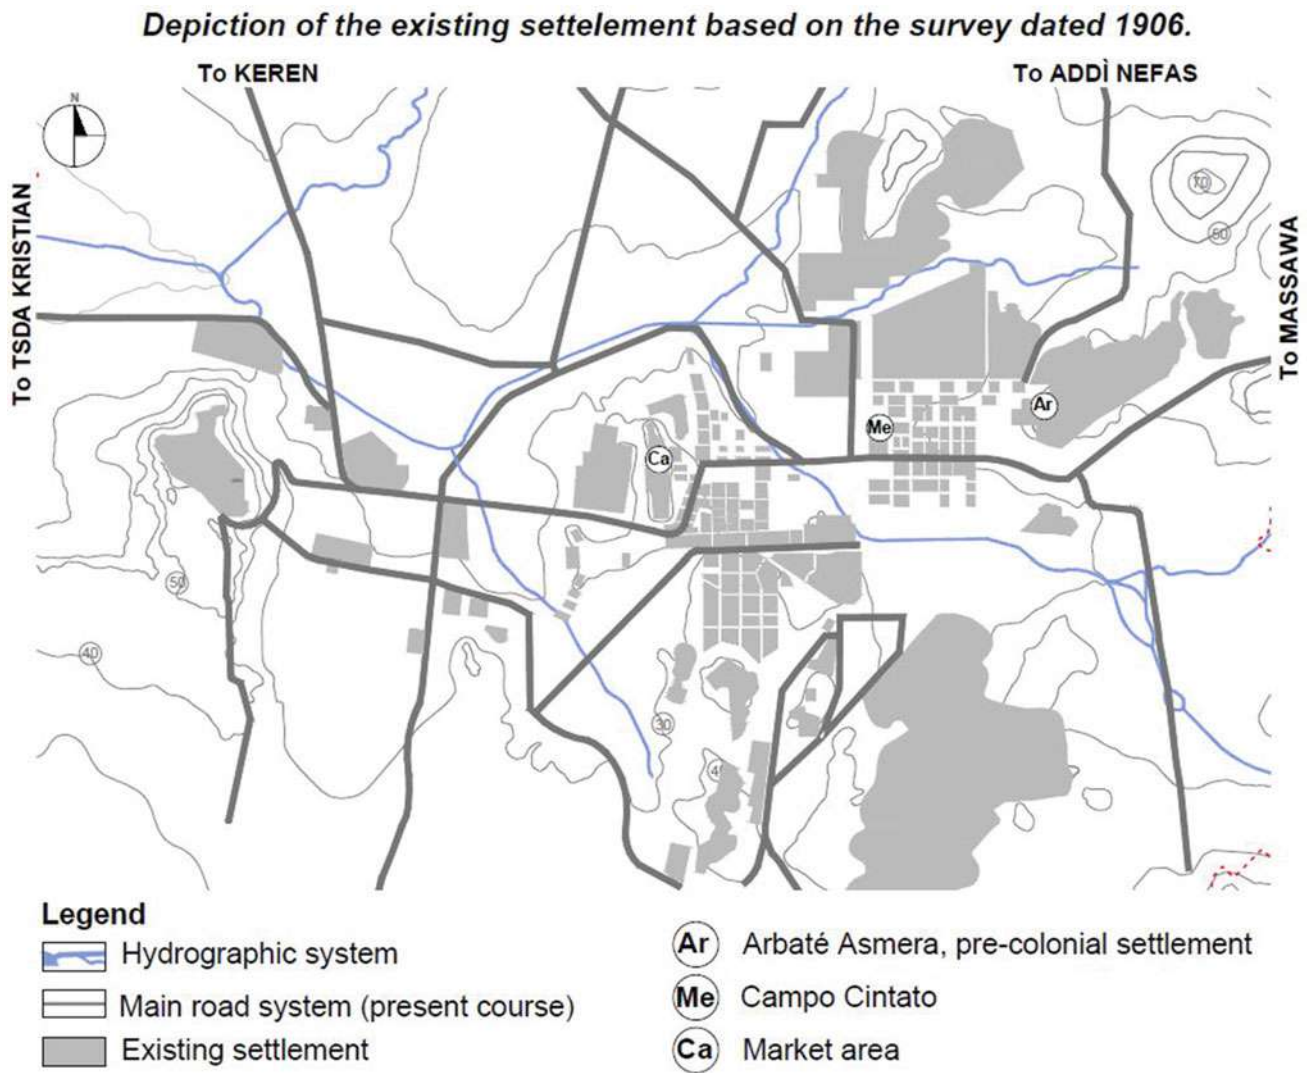 Depiction of the existing settelement based on the survey dated 1906.
To KEREN
To ADDÌ NEFAS
N
To TSDA KRISTIAN
To MASSAWA
70
Ar
Me
Ca
50
40
30
Legend
Hydrographic system
Main road system (present course)
Existing settlement
Ar Arbaté Asmera, pre-colonial settlement
Me Campo Cintato
Ca Market area